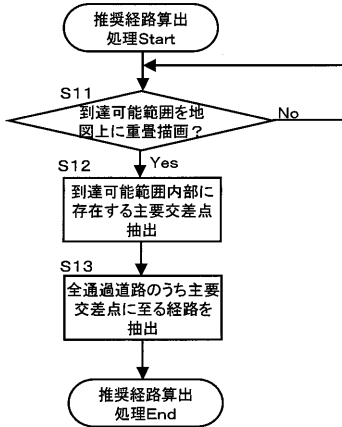 推奨経路算出
処理Start
S11
到達可能範囲を地
図上に重畳描画？
No
Yes
S12
到達可能範囲内部に
存在する主要交差点
抽出
S13
全通過道路のうち主要
交差点に至る経路を
抽出
推奨経路算出
処理End